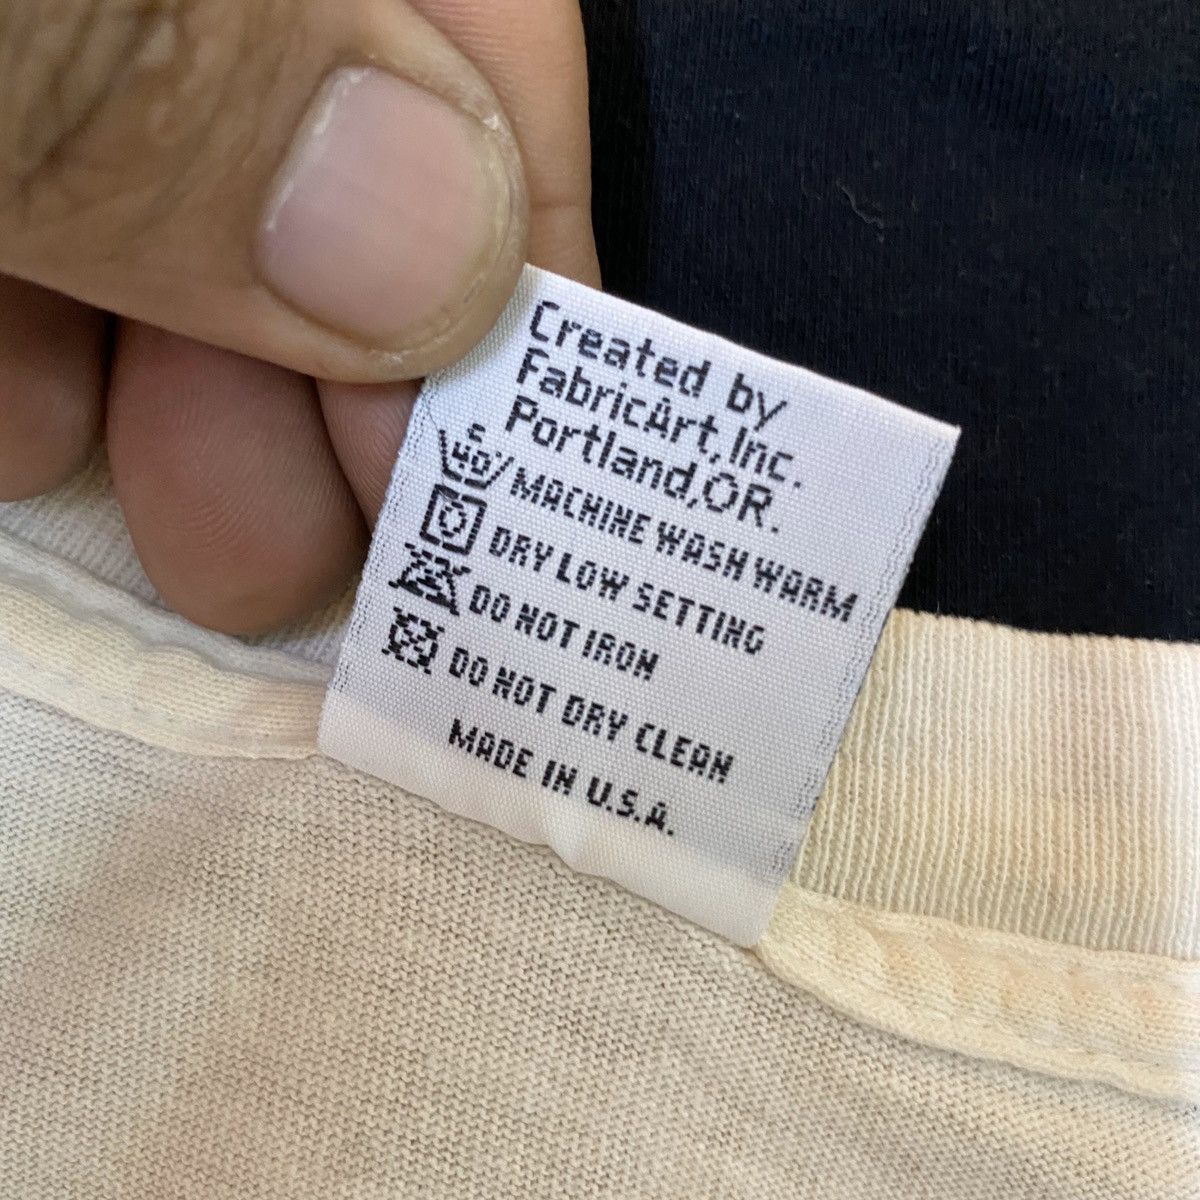 Created by
FabricArt,Inc.
Portland,OR.
40 MACHINE WASH WARM
DRY LOW SETTING
DO NOT IRON
DO NOT DRY CLEAN
MADE IN U.S.A.